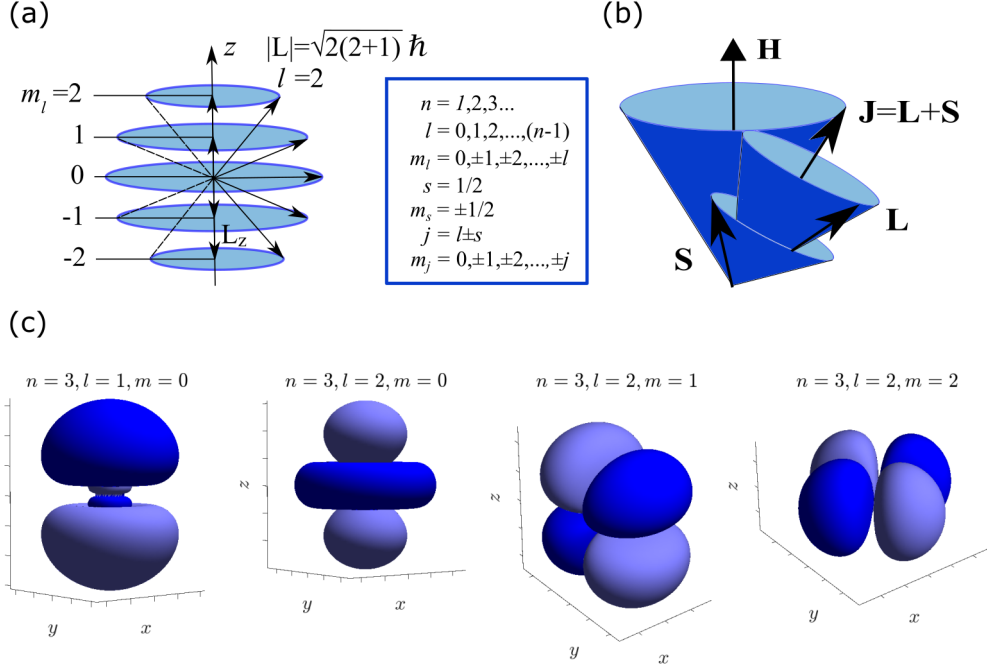 (a)
z
|L|=√2(2+1) ℏ
l =2
m_l =2
1
0
-1
-2
L_z
n = 1,2,3...
l = 0,1,2,...,(n-1)
m_l = 0,±1,±2,...,±l
s = 1/2
m_s = ±1/2
j = l±s
m_j = 0,±1,±2,...,±j
(b)
H
J=L+S
L
S
(c)
n = 3, l = 1, m = 0
y
x
n = 3, l = 2, m = 0
z
y
x
n = 3, l = 2, m = 1
z
y
x
n = 3, l = 2, m = 2
z
y
x